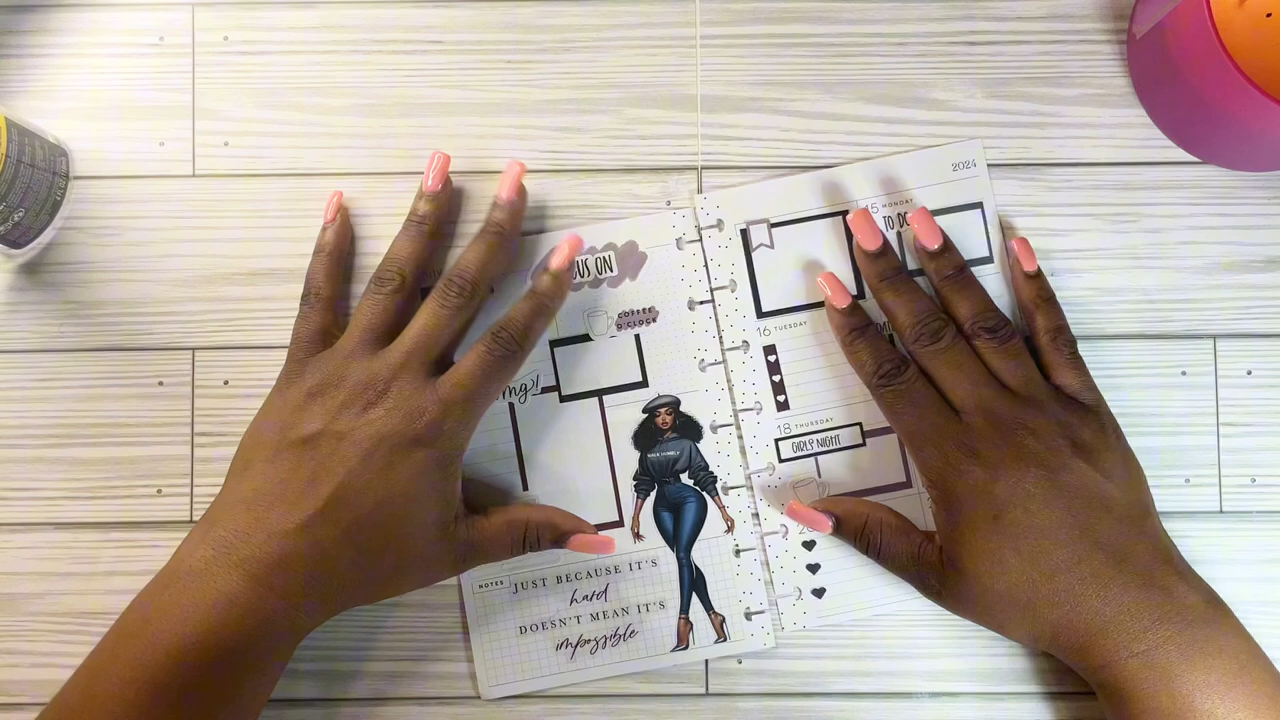 US ON
COFFEE
O'CLOCK
mg!
WALK HUMBLY
NOTES
JUST BECAUSE IT'S
hard
DOESN'T MEAN IT'S
impossible
2024
15 MONDAY
TO DO
16 TUESDAY
18 THURSDAY
GIRLS NIGHT